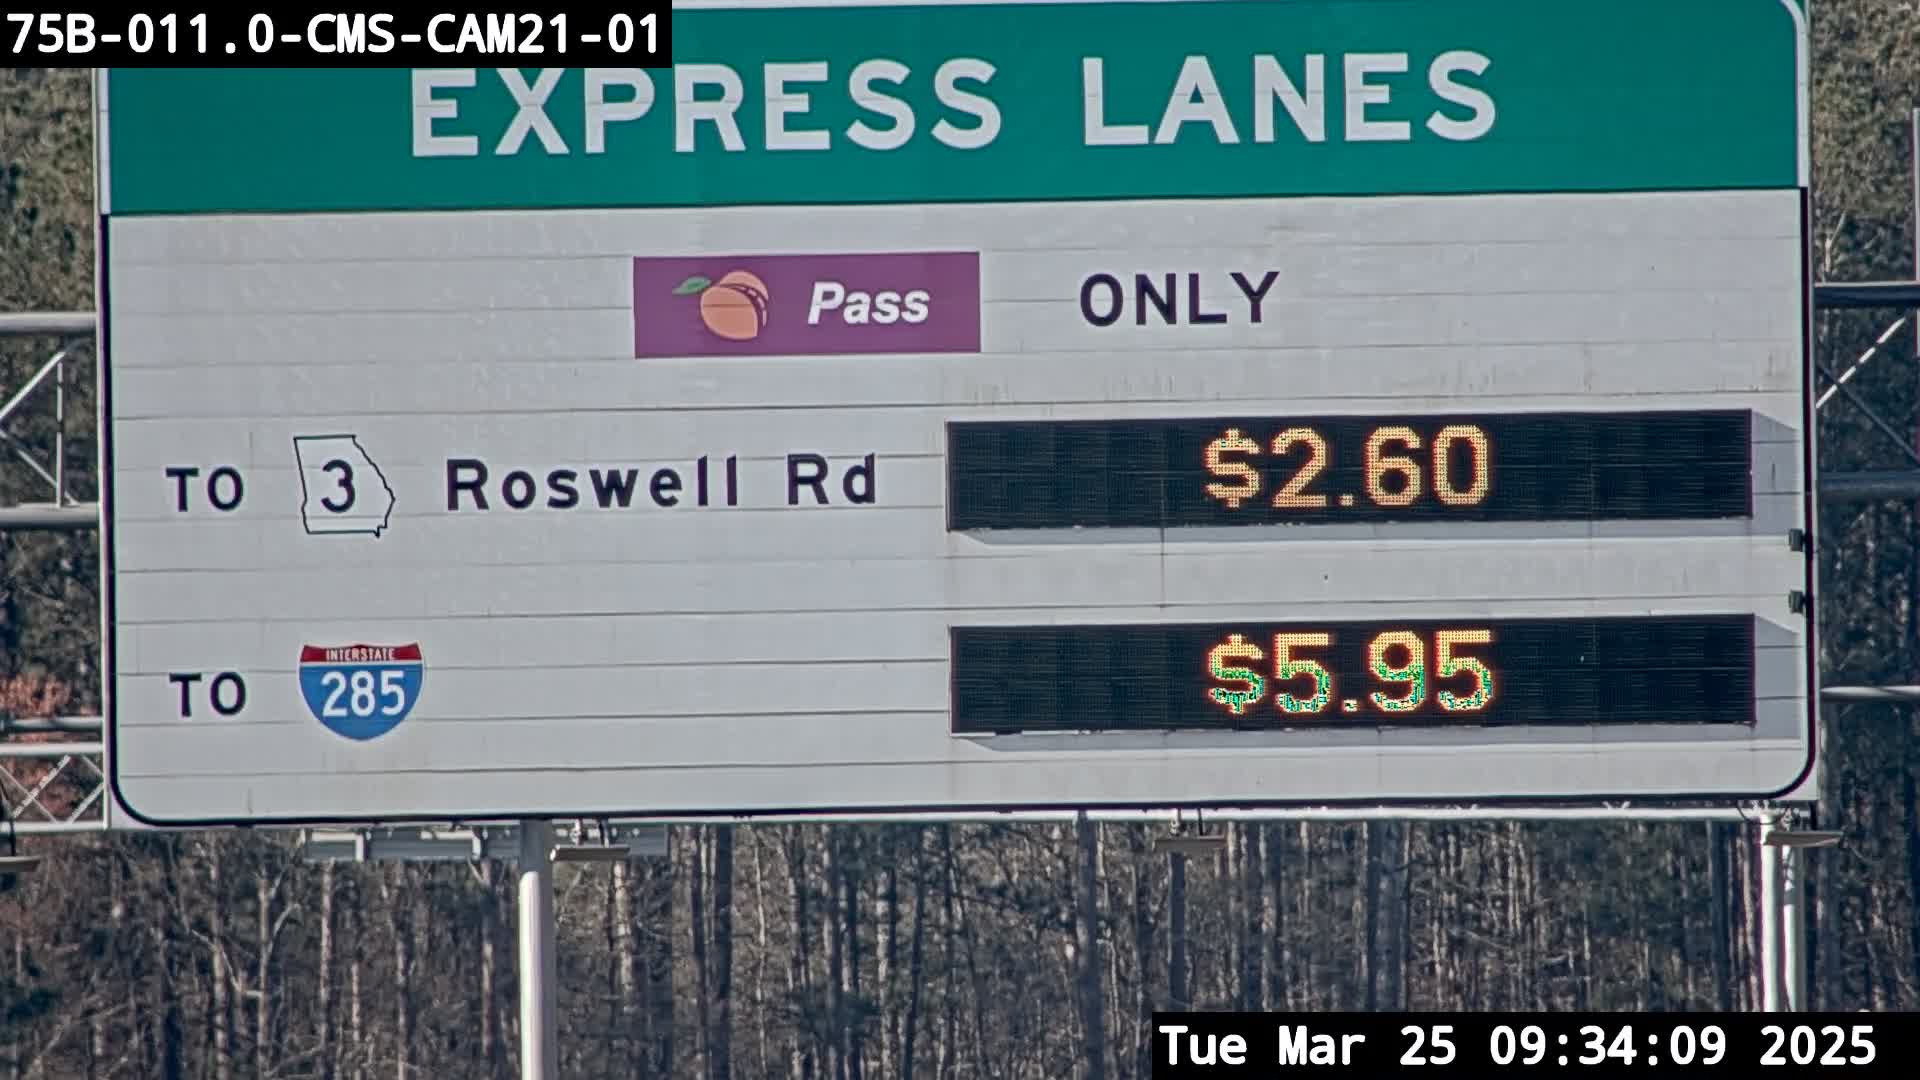 75B-011.0-CMS-CAM21-01
EXPRESS LANES
Pass ONLY
TO 3 Roswell Rd $2.60
TO INTERSTATE 285 $5.95
Tue Mar 25 09:34:09 2025